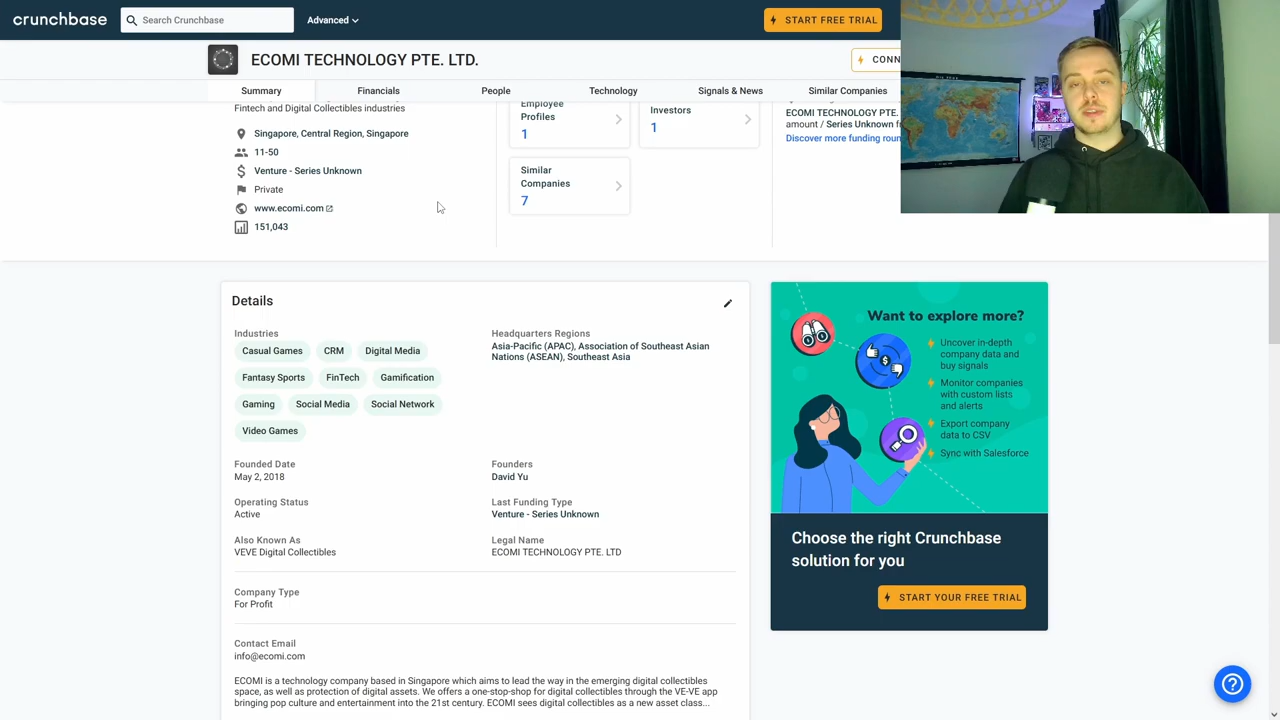 crunchbase
Search Crunchbase
Advanced
START FREE TRIAL
ECOMI TECHNOLOGY PTE. LTD.
CONN
Summary
Financials
People
Technology
Signals & News
Similar Companies
Fintech and Digital Collectibles industries
Singapore, Central Region, Singapore
11-50
Venture - Series Unknown
Private
www.ecomi.com
151,043
Employee
Profiles
1
Investors
1
Similar
Companies
7
ECOMI TECHNOLOGY PTE.
amount / Series Unknown
Discover more funding
Details
Industries
Casual Games
CRM
Digital Media
Fantasy Sports
FinTech
Gamification
Gaming
Social Media
Social Network
Video Games
Headquarters Regions
Asia-Pacific (APAC), Association of Southeast Asian
Nations (ASEAN), Southeast Asia
Founded Date
May 2, 2018
Founders
David Yu
Operating Status
Active
Last Funding Type
Venture - Series Unknown
Also Known As
VEVE Digital Collectibles
Legal Name
ECOMI TECHNOLOGY PTE. LTD
Company Type
For Profit
Contact Email
info@ecomi.com
ECOMI is a technology company based in Singapore which aims to lead the way in the emerging digital collectibles
space, as well as protection of digital assets. We offers a one-stop-shop for digital collectibles through the VE-VE app
bringing pop culture and entertainment into the 21st century. ECOMI sees digital collectibles as a new asset class...
Want to explore more?
Uncover in-depth
company data and
buy signals
Monitor companies
with custom lists
and alerts
Export company
data to CSV
Sync with Salesforce
Choose the right Crunchbase
solution for you
START YOUR FREE TRIAL